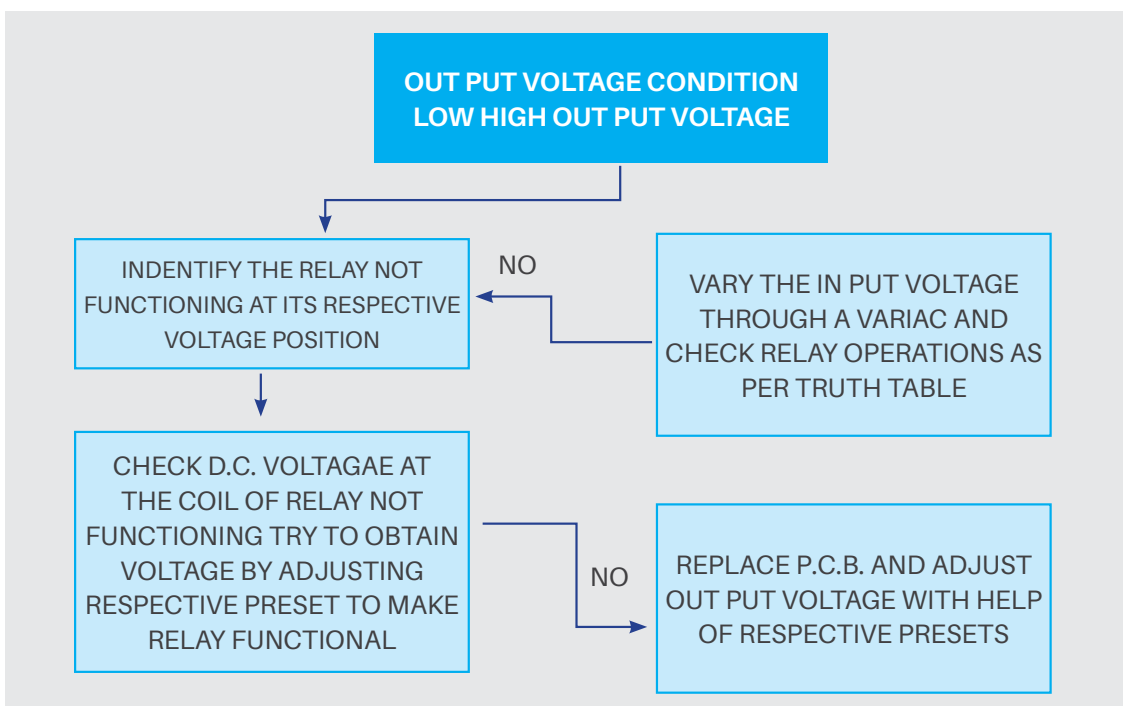 OUT PUT VOLTAGE CONDITION
LOW HIGH OUT PUT VOLTAGE
INDENTIFY THE RELAY NOT
FUNCTIONING AT ITS RESPECTIVE
VOLTAGE POSITION
NO
VARY THE IN PUT VOLTAGE
THROUGH A VARIAC AND
CHECK RELAY OPERATIONS AS
PER TRUTH TABLE
CHECK D.C. VOLTAGAE AT
THE COIL OF RELAY NOT
FUNCTIONING TRY TO OBTAIN
VOLTAGE BY ADJUSTING
RESPECTIVE PRESET TO MAKE
RELAY FUNCTIONAL
NO
REPLACE P.C.B. AND ADJUST
OUT PUT VOLTAGE WITH HELP
OF RESPECTIVE PRESETS